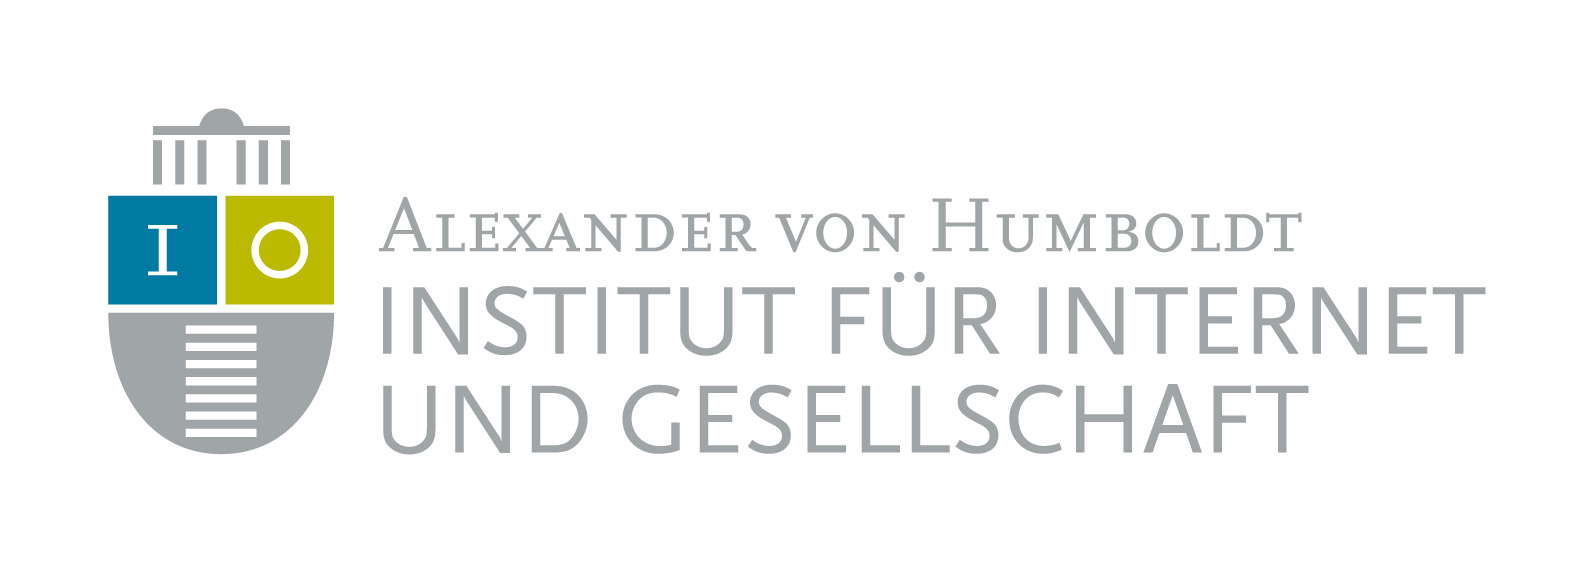 I O
ALEXANDER VON HUMBOLDT
INSTITUT FÜR INTERNET
UND GESELLSCHAFT